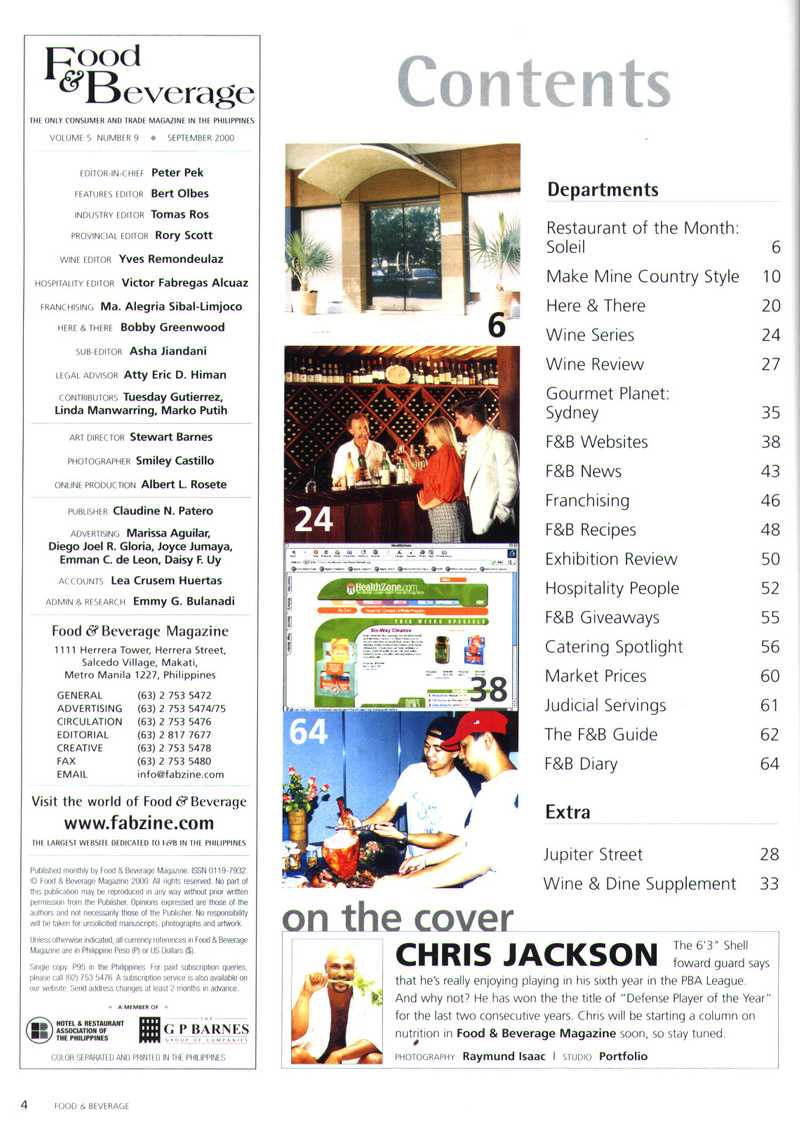 Food
& Beverage
THE ONLY CONSUMER AND TRADE MAGAZINE IN THE PHILIPPINES
VOLUME 5 NUMBER 9 ◆ SEPTEMBER 2000
EDITOR-IN-CHIEF Peter Pek
FEATURES EDITOR Bert Olbes
INDUSTRY EDITOR Tomas Ros
PROVINCIAL EDITOR Rory Scott
WINE EDITOR Yves Remondeulaz
HOSPITALITY EDITOR Victor Fabregas Alcuaz
FRANCHISING Ma. Alegria Sibal-Limjoco
HERE & THERE Bobby Greenwood
SUB-EDITOR Asha Jiandani
LEGAL ADVISOR Atty Eric D. Himan
CONTRIBUTORS Tuesday Gutierrez,
Linda Manwarring, Marko Putih
ART DIRECTOR Stewart Barnes
PHOTOGRAPHER Smiley Castillo
ONLINE PRODUCTION Albert L. Rosete
PUBLISHER Claudine N. Patero
ADVERTISING Marissa Aguilar,
Diego Joel R. Gloria, Joyce Jumaya,
Emman C. de Leon, Daisy F. Uy
ACCOUNTS Lea Crusem Huertas
ADMIN & RESEARCH Emmy G. Bulanadi
Food & Beverage Magazine
1111 Herrera Tower, Herrera Street,
Salcedo Village, Makati,
Metro Manila 1227, Philippines
GENERAL (63) 2 753 5472
ADVERTISING (63) 2 753 5474/75
CIRCULATION (63) 2 753 5476
EDITORIAL (63) 2 817 7677
CREATIVE (63) 2 753 5478
FAX (63) 2 753 5480
EMAIL info@fabzine.com
Visit the world of Food & Beverage
www.fabzine.com
THE LARGEST WEBSITE DEDICATED TO F&B IN THE PHILIPPINES
Published monthly by Food & Beverage Magazine. ISSN 0119-7932.
© Food & Beverage Magazine 2000. All rights reserved. No part of
this publication may be reproduced in any way without prior written
permission from the Publisher. Opinions expressed are those of the
authors and not necessarily those of the Publisher. No responsibility
will be taken for unsolicited manuscripts, photographs and artwork.
Unless otherwise indicated, all currency references in Food & Beverage
Magazine are in Philippine Peso (P) or US Dollars ($).
Single copy: P95 in the Philippines. For paid subscription queries,
please call (02) 753 5476. A subscription service is also available on
our website. Send address changes at least 2 months in advance.
◆ A MEMBER OF ◆
HOTEL & RESTAURANT
ASSOCIATION OF
THE PHILIPPINES
THE
G P BARNES
GROUP OF COMPANIES
COLOR SEPARATED AND PRINTED IN THE PHILIPPINES
Contents
6
24
HealthZone.com
THIS WEEK SPECIALS
Six-Way Cleanse
38
64
Departments
Restaurant of the Month:
Soleil 6
Make Mine Country Style 10
Here & There 20
Wine Series 24
Wine Review 27
Gourmet Planet:
Sydney 35
F&B Websites 38
F&B News 43
Franchising 46
F&B Recipes 48
Exhibition Review 50
Hospitality People 52
F&B Giveaways 55
Catering Spotlight 56
Market Prices 60
Judicial Servings 61
The F&B Guide 62
F&B Diary 64
Extra
Jupiter Street 28
Wine & Dine Supplement 33
on the cover
CHRIS JACKSON The 6'3" Shell
foward guard says
that he's really enjoying playing in his sixth year in the PBA League.
And why not? He has won the the title of "Defense Player of the Year"
for the last two consecutive years. Chris will be starting a column on
nutrition in Food & Beverage Magazine soon, so stay tuned.
PHOTOGRAPHY Raymund Isaac | STUDIO Portfolio
4 FOOD & BEVERAGE